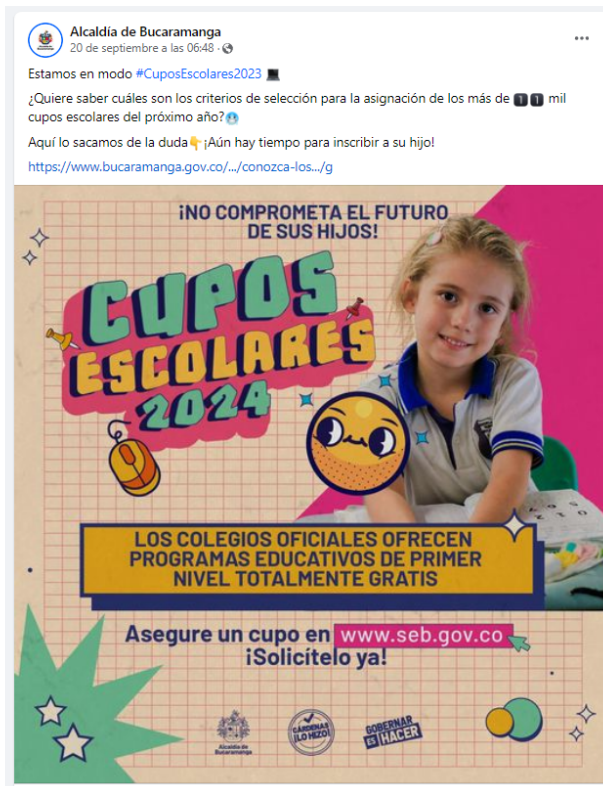 Alcaldía de Bucaramanga
20 de septiembre a las 06:48 ·
Estamos en modo #CuposEscolares2023
¿Quiere saber cuáles son los criterios de selección para la asignación de los más de 1️⃣1️⃣ mil
cupos escolares del próximo año?
Aquí lo sacamos de la duda👇¡Aún hay tiempo para inscribir a su hijo!
https://www.bucaramanga.gov.co/.../conozca-los.../g
¡NO COMPROMETA EL FUTURO
DE SUS HIJOS!
CUPOS
ESCOLARES
2024
LOS COLEGIOS OFICIALES OFRECEN
PROGRAMAS EDUCATIVOS DE PRIMER
NIVEL TOTALMENTE GRATIS
Asegure un cupo en www.seb.gov.co
¡Solicítelo ya!
Alcaldía de
Bucaramanga
CÁRDENAS
¡LO HIZO!
GOBERNAR
ES HACER